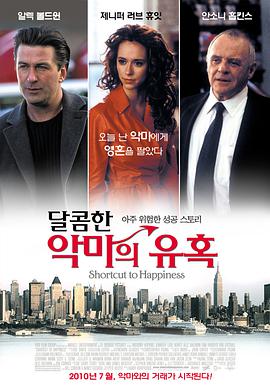 알렉 볼드윈
제니퍼 러브 휴잇
안소니 홉킨스
오늘 난 악마에게
영혼을 팔았다
달콤한
아주 위험한 성공 스토리
악마의 유혹
Shortcut to Happiness
2010년 7월, 악마와의 거래가 시작된다!